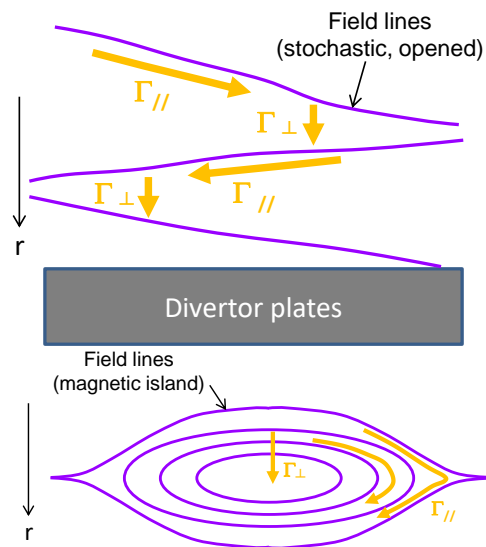 Field lines
(stochastic, opened)
Γ//
Γ⊥
Γ⊥
Γ//
r
Divertor plates
Field lines
(magnetic island)
Γ⊥
Γ//
r